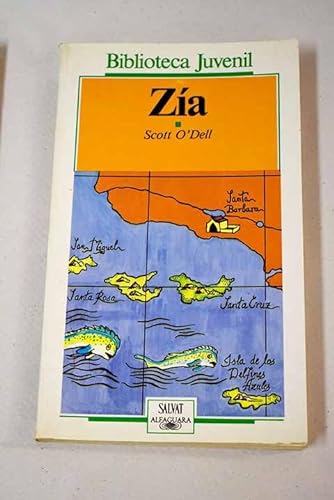 Biblioteca Juvenil
Zía
Scott O'Dell
Santa
Barbara
San Miguel
Santa Rosa
Santa Cruz
Isla de los
Delfines
Azules
SALVAT
ALFAGUARA